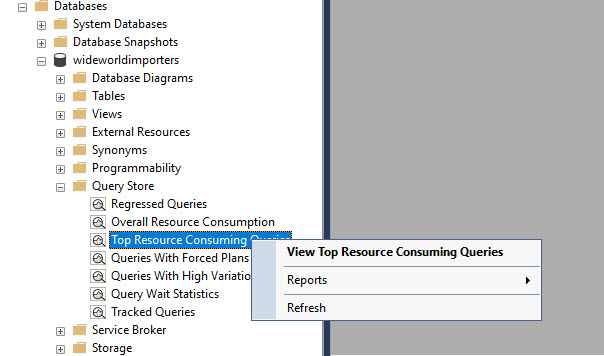 Databases
System Databases
Database Snapshots
wideworldimporters
Database Diagrams
Tables
Views
External Resources
Synonyms
Programmability
Query Store
Regressed Queries
Overall Resource Consumption
Top Resource Consuming Queries
Queries With Forced Plans
Queries With High Variatio
Query Wait Statistics
Tracked Queries
Service Broker
Storage
View Top Resource Consuming Queries
Reports
Refresh